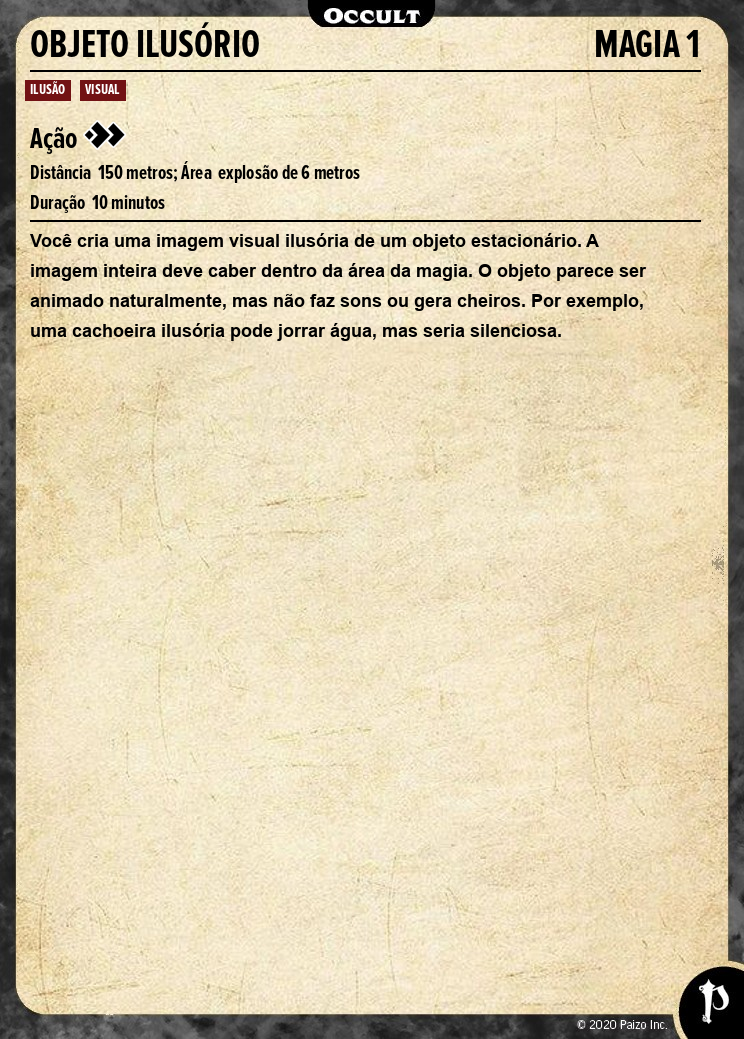 Occult
OBJETO ILUSÓRIO MAGIA 1
ILUSÃO VISUAL
Ação
Distância 150 metros; Área explosão de 6 metros
Duração 10 minutos
Você cria uma imagem visual ilusória de um objeto estacionário. A
imagem inteira deve caber dentro da área da magia. O objeto parece ser
animado naturalmente, mas não faz sons ou gera cheiros. Por exemplo,
uma cachoeira ilusória pode jorrar água, mas seria silenciosa.
© 2020 Paizo Inc.
P